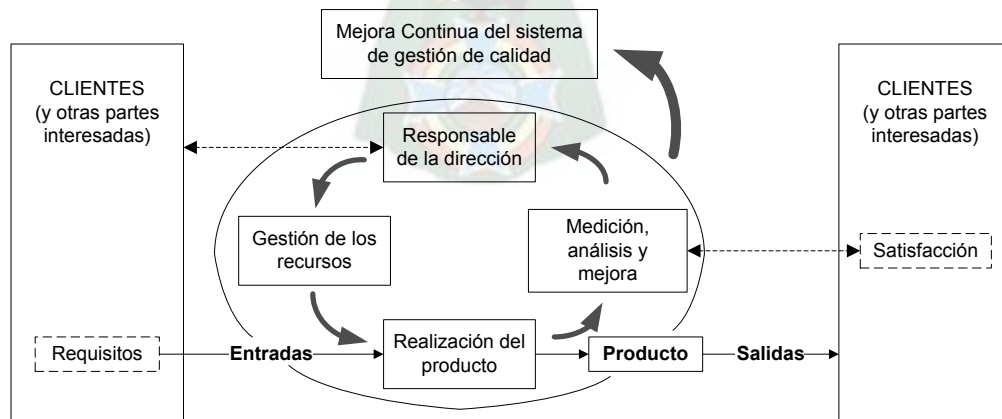 Mejora Continua del sistema
de gestión de calidad
CLIENTES
(y otras partes
interesadas)
CLIENTES
(y otras partes
interesadas)
Responsable
de la dirección
Gestión de los
recursos
Medición,
análisis y
mejora
Satisfacción
Requisitos
Entradas
Realización del
producto
Producto
Salidas